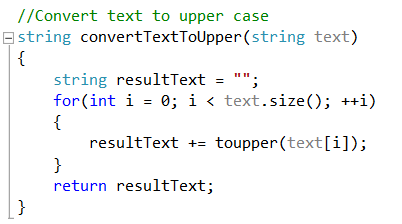 //Convert text to upper case
string convertTextToUpper(string text)
{
    string resultText = "";
    for(int i = 0; i < text.size(); ++i)
    {
        resultText += toupper(text[i]);
    }
    return resultText;
}